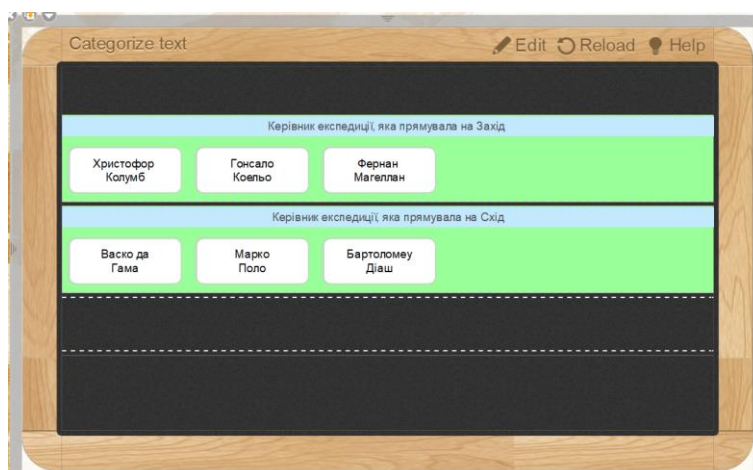 Categorize text
Edit Reload Help
Керівник експедиції, яка прямувала на Захід
Христофор
Колумб
Гонсало
Коельо
Фернан
Магеллан
Керівник експедиції, яка прямувала на Схід
Васко да
Гама
Марко
Поло
Бартоломеу
Діаш